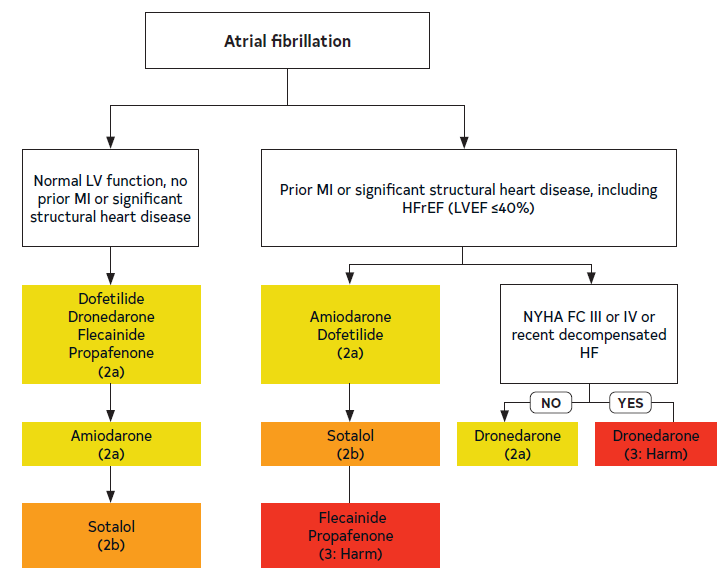 Atrial fibrillation
Normal LV function, no
prior MI or significant
structural heart disease
Prior MI or significant structural heart disease, including
HFrEF (LVEF ≤40%)
Dofetilide
Dronedarone
Flecainide
Propafenone
(2a)
Amiodarone
Dofetilide
(2a)
NYHA FC III or IV or
recent decompensated
HF
NO
YES
Amiodarone
(2a)
Sotalol
(2b)
Dronedarone
(2a)
Dronedarone
(3: Harm)
Sotalol
(2b)
Flecainide
Propafenone
(3: Harm)